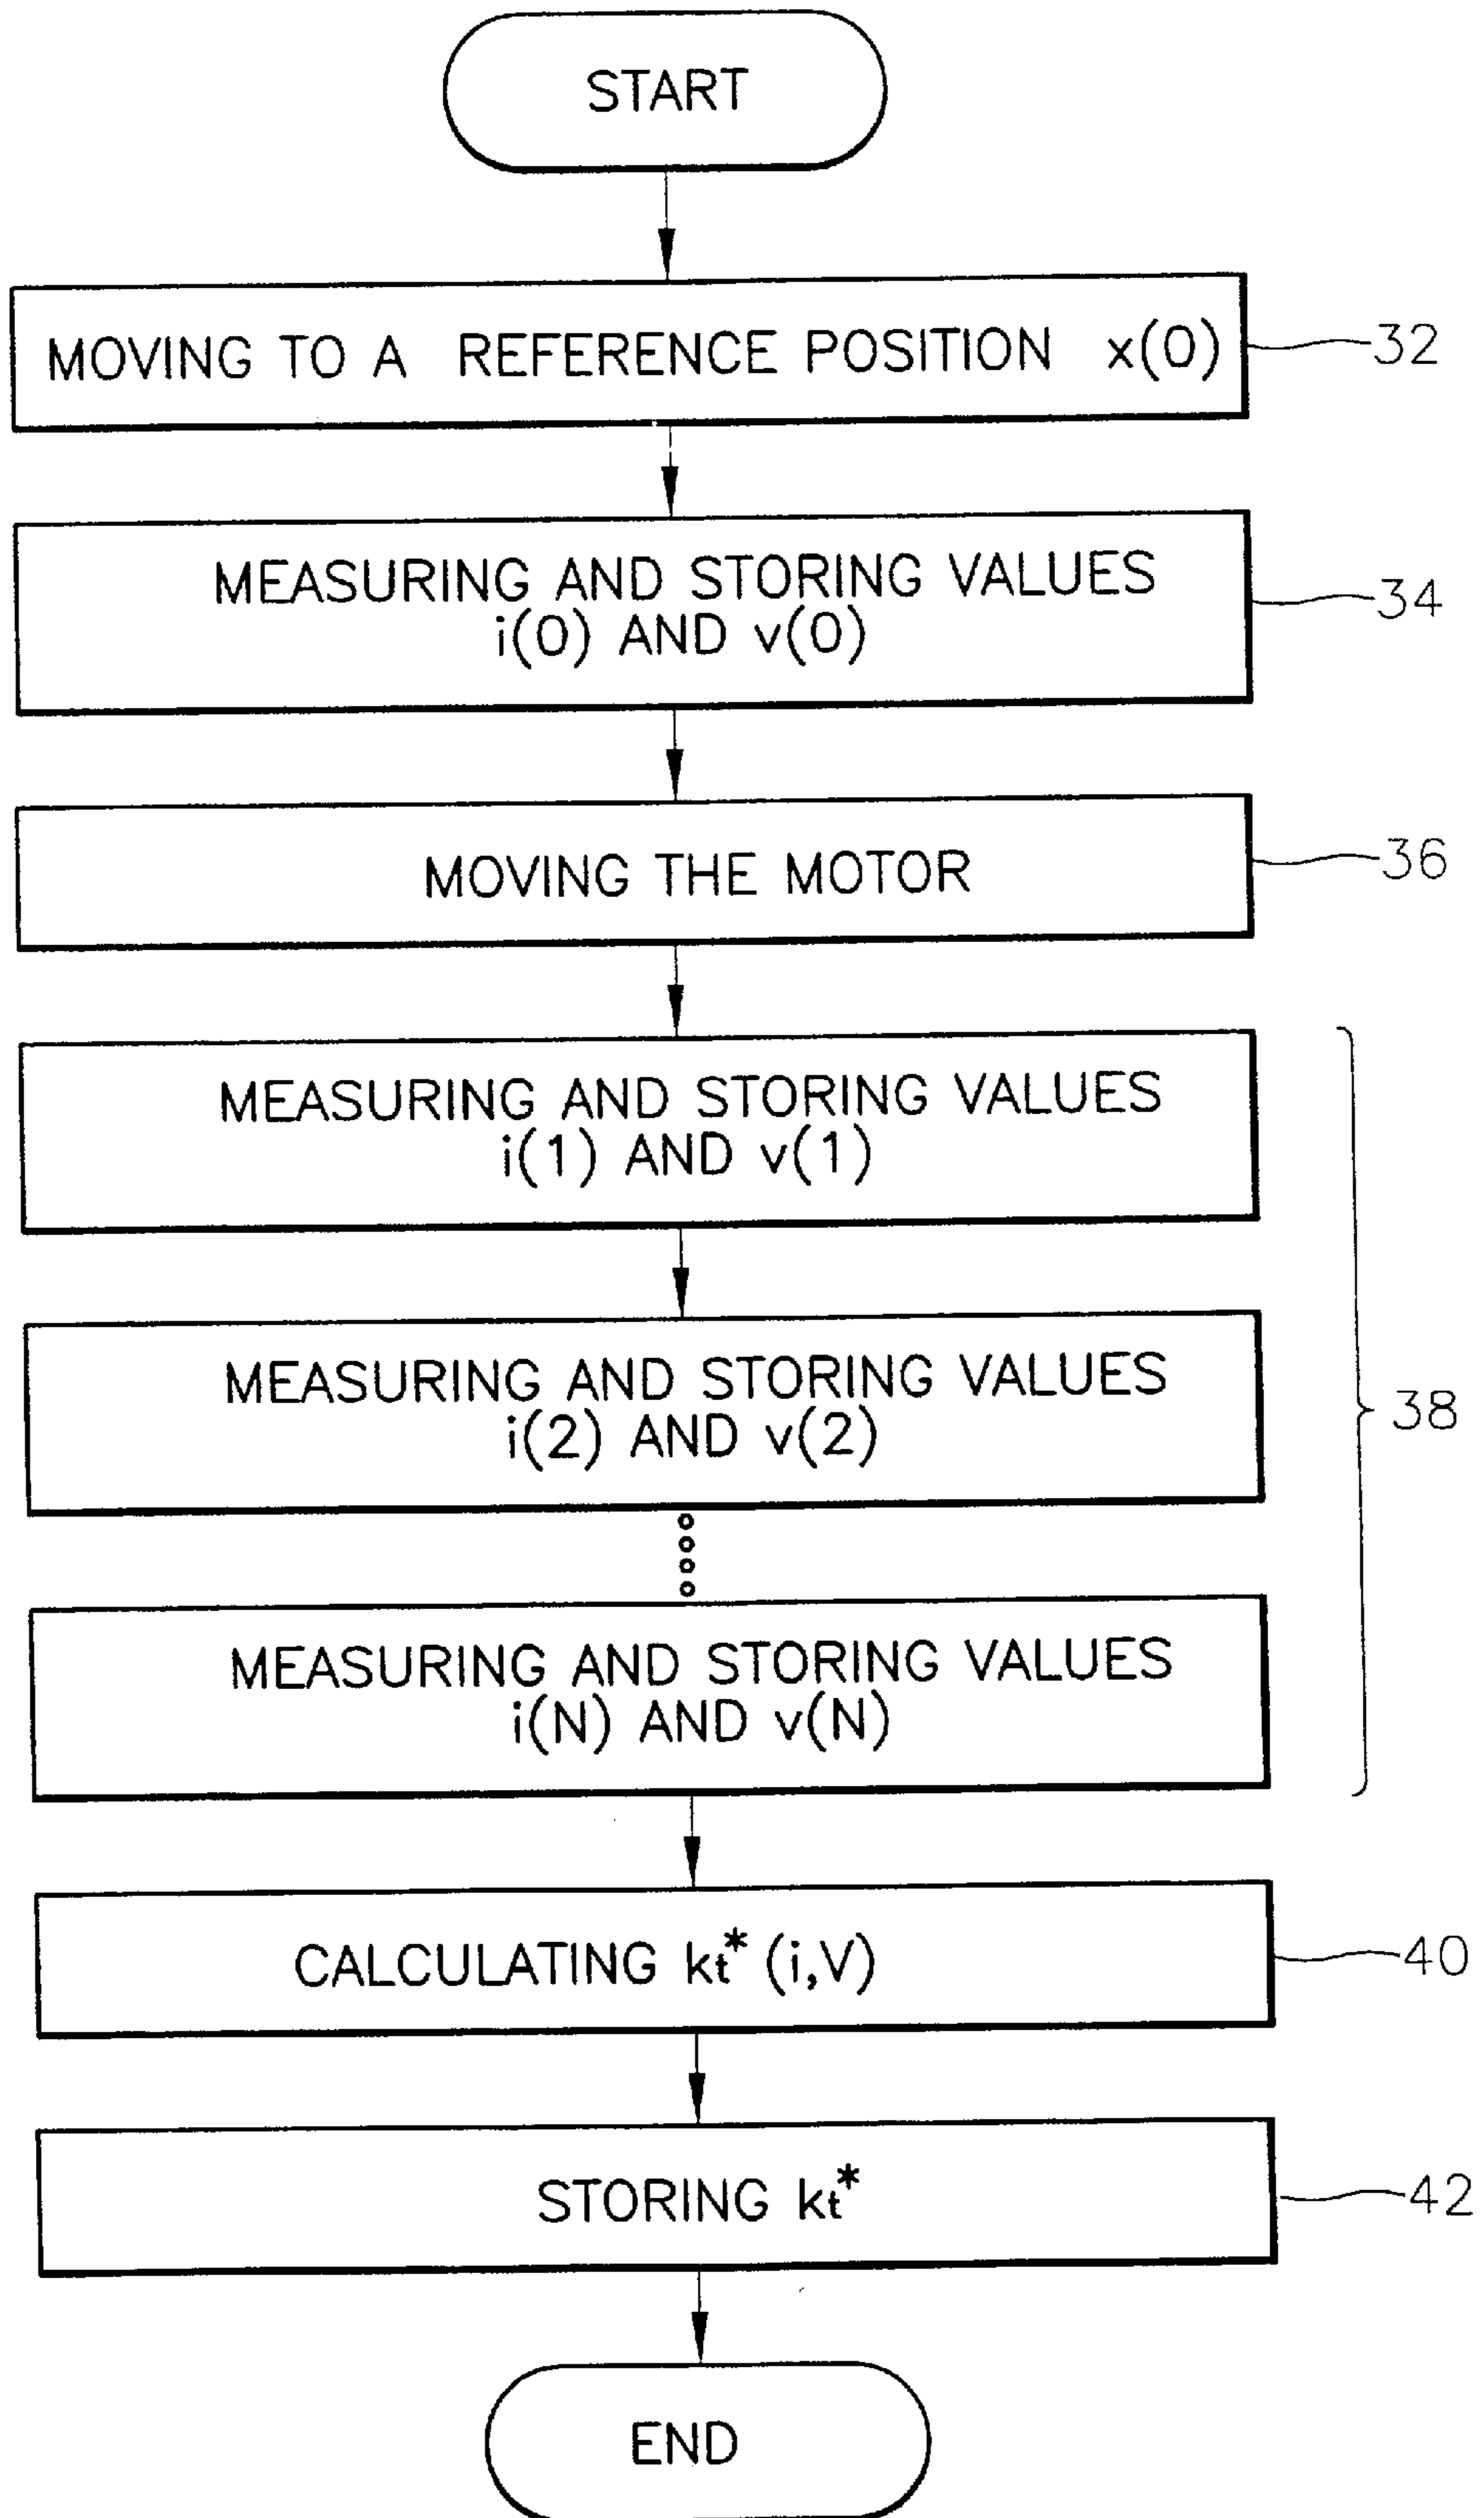 START
MOVING TO A REFERENCE POSITION x(0)
32
MEASURING AND STORING VALUES
i(0) AND v(0)
34
MOVING THE MOTOR
36
MEASURING AND STORING VALUES
i(1) AND v(1)
MEASURING AND STORING VALUES
i(2) AND v(2)
38
MEASURING AND STORING VALUES
i(N) AND v(N)
CALCULATING kt* (i,V)
40
STORING kt*
42
END